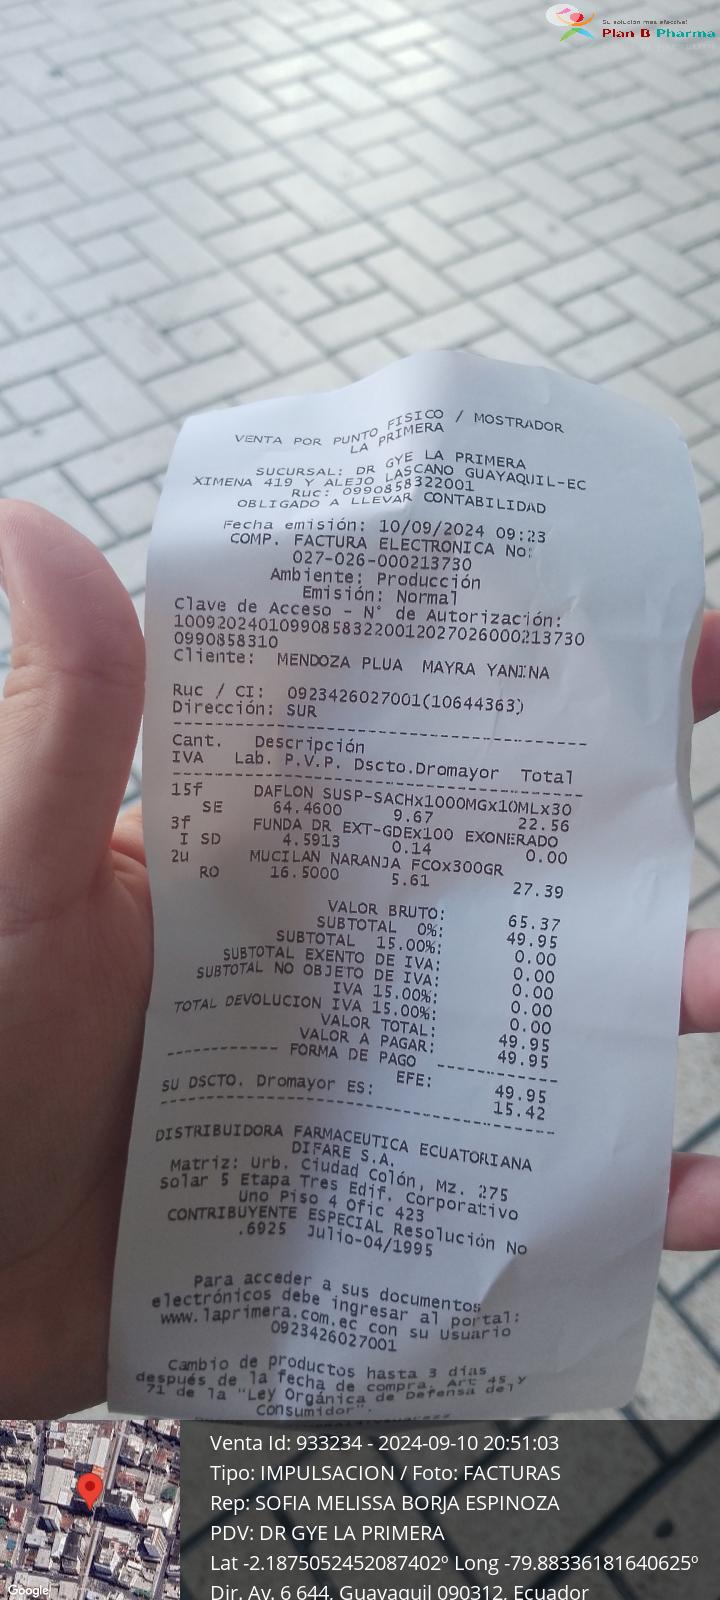 Su solución más efectiva!
Plan B Pharma
VENTA POR PUNTO FISICO / MOSTRADOR
LA PRIMERA
SUCURSAL: DR GYE LA PRIMERA
XIMENA 419 Y ALEJO LASCANO GUAYAQUIL-EC
Ruc: 0990858322001
OBLIGADO A LLEVAR CONTABILIDAD
Fecha emisión: 10/09/2024 09:23
COMP. FACTURA ELECTRONICA No:
027-026-000213730
Ambiente: Producción
Emisión: Normal
Clave de Acceso - N° de Autorización:
100920240109908583220012027026000213730
0990858310
Cliente: MENDOZA PLUA MAYRA YANINA
Ruc / CI: 0923426027001(10644363)
Dirección: SUR
Cant. Descripción
IVA Lab. P.V.P. Dscto.Dromayor Total
15f DAFLON SUSP-SACHx1000MGx10MLx30
SE 64.4600 9.67 22.56
3f FUNDA DR EXT-GDEx100 EXONERADO
I SD 4.5913 0.14 0.00
2u MUCILAN NARANJA FCOx300GR
RO 16.5000 5.61 27.39
VALOR BRUTO: 65.37
SUBTOTAL 0%: 49.95
SUBTOTAL 15.00%: 0.00
SUBTOTAL EXENTO DE IVA: 0.00
SUBTOTAL NO OBJETO DE IVA: 0.00
IVA 15.00%: 0.00
TOTAL DEVOLUCION IVA 15.00%: 0.00
VALOR TOTAL: 49.95
VALOR A PAGAR: 49.95
----------- FORMA DE PAGO -----------
EFE: 49.95
SU DSCTO. Dromayor ES: 15.42
DISTRIBUIDORA FARMACEUTICA ECUATORIANA
DIFARE S.A.
Matriz: Urb. Ciudad Colón, Mz. 275
solar 5 Etapa Tres Edif. Corporativo
Uno Piso 4 Ofic 423
CONTRIBUYENTE ESPECIAL Resolución No
.6925 Julio-04/1995
Para acceder a sus documentos
electrónicos debe ingresar al portal:
www.laprimera.com.ec con su Usuario
0923426027001
Cambio de productos hasta 3 días
después de la fecha de compra. Art 45 y
71 de la "Ley Orgánica de Defensa del
Consumidor".
Venta Id: 933234 - 2024-09-10 20:51:03
Tipo: IMPULSACION / Foto: FACTURAS
Rep: SOFIA MELISSA BORJA ESPINOZA
PDV: DR GYE LA PRIMERA
Lat -2.1875052452087402º Long -79.88336181640625º
Dir. Av. 6 644, Guayaquil 090312, Ecuador
Google